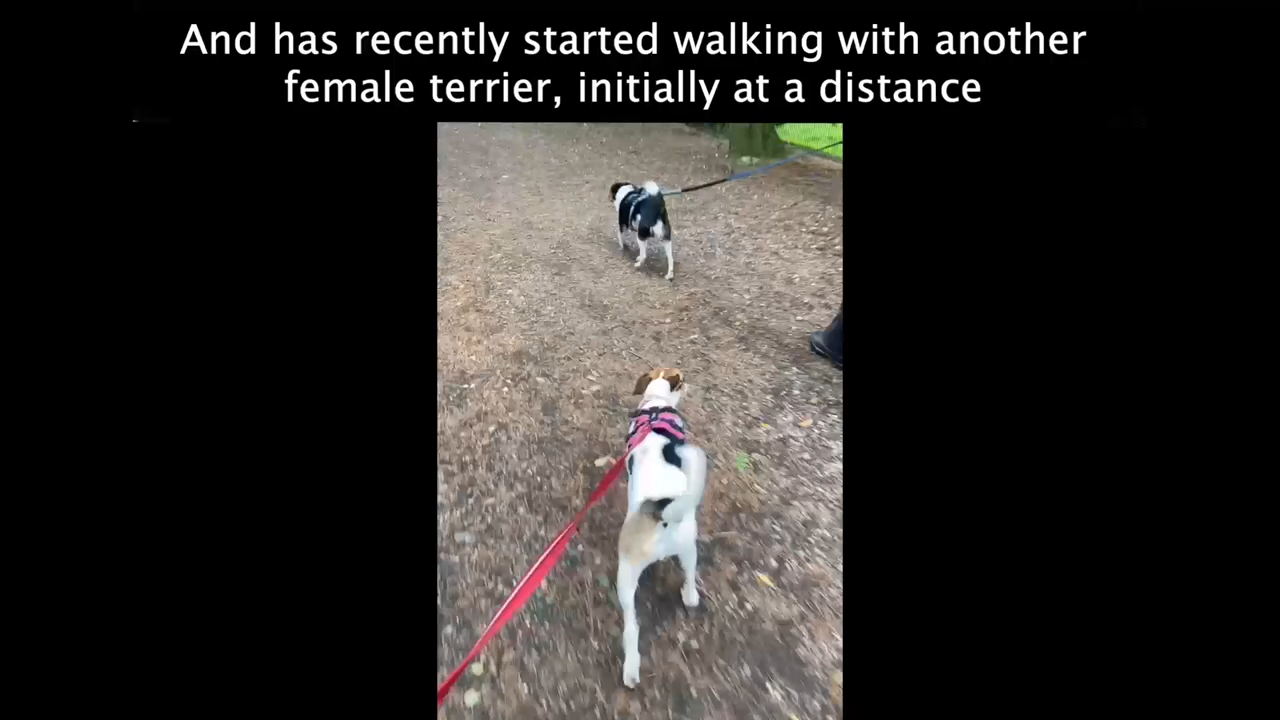 And has recently started walking with another
female terrier, initially at a distance